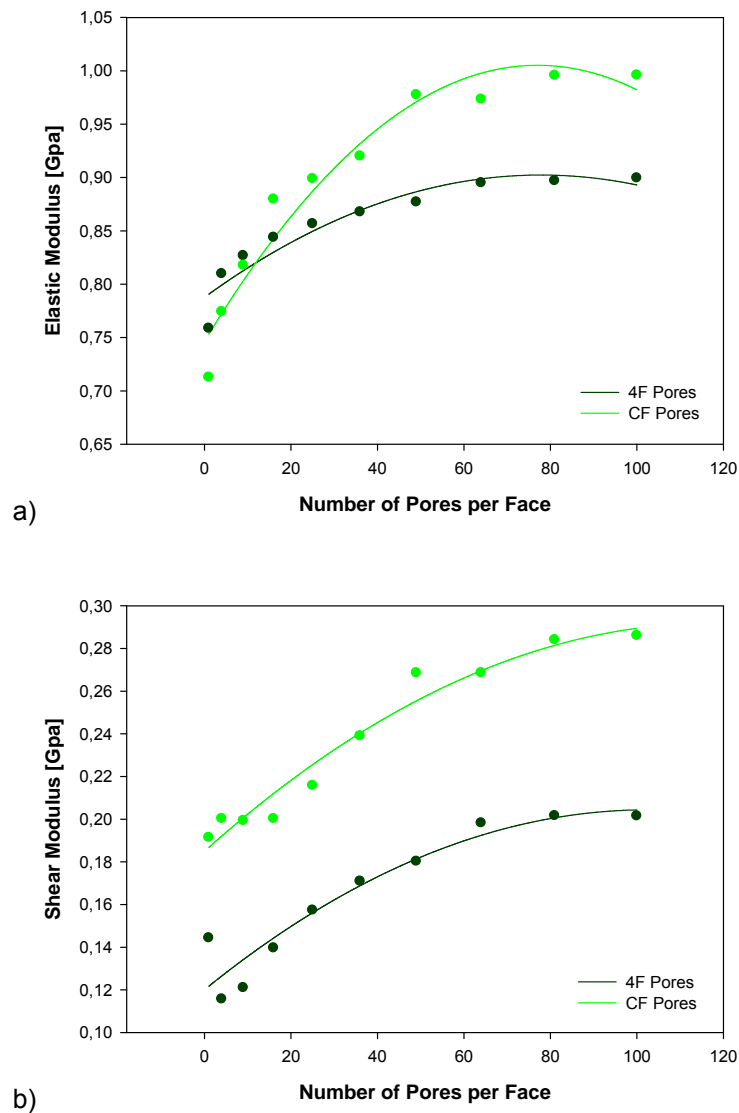 1,05
1,00
0,95
0,90
0,85
0,80
0,75
0,70
0,65
Elastic Modulus [Gpa]
4F Pores
CF Pores
0 20 40 60 80 100 120
Number of Pores per Face
a)
0,30
0,28
0,26
0,24
0,22
0,20
0,18
0,16
0,14
0,12
0,10
Shear Modulus [Gpa]
4F Pores
CF Pores
0 20 40 60 80 100 120
Number of Pores per Face
b)